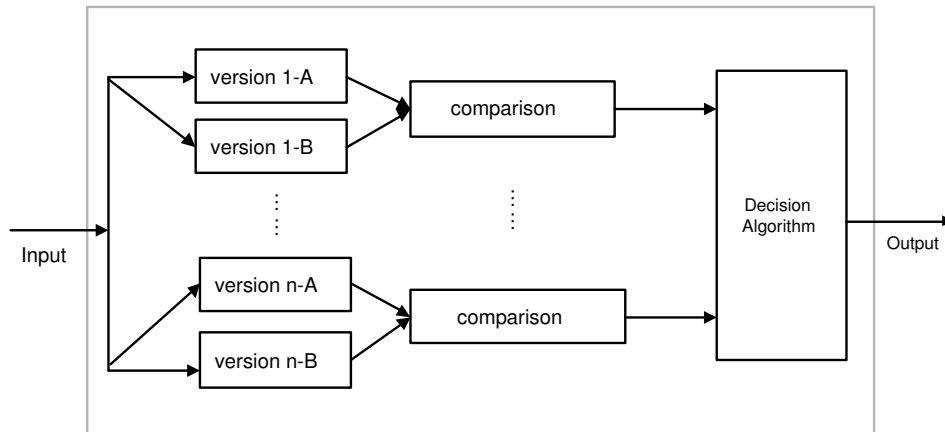 version 1-A
comparison
version 1-B
Decision
Algorithm
Input
Output
version n-A
comparison
version n-B